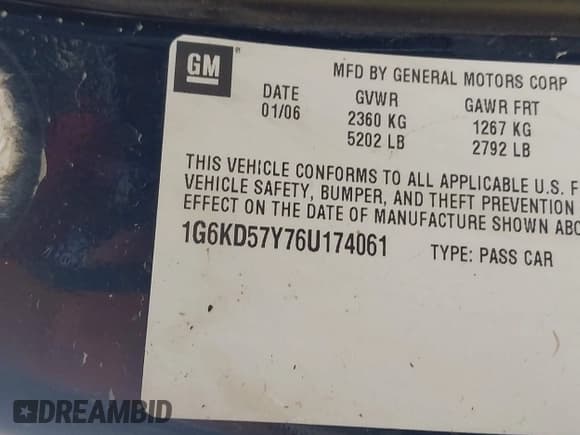 GM
MFD BY GENERAL MOTORS CORP
DATE GVWR GAWR FRT
01/06 2360 KG 1267 KG
5202 LB 2792 LB
THIS VEHICLE CONFORMS TO ALL APPLICABLE U.S. F
VEHICLE SAFETY, BUMPER, AND THEFT PREVENTION
EFFECT ON THE DATE OF MANUFACTURE SHOWN ABO
1G6KD57Y76U174061 TYPE: PASS CAR
DREAMBID